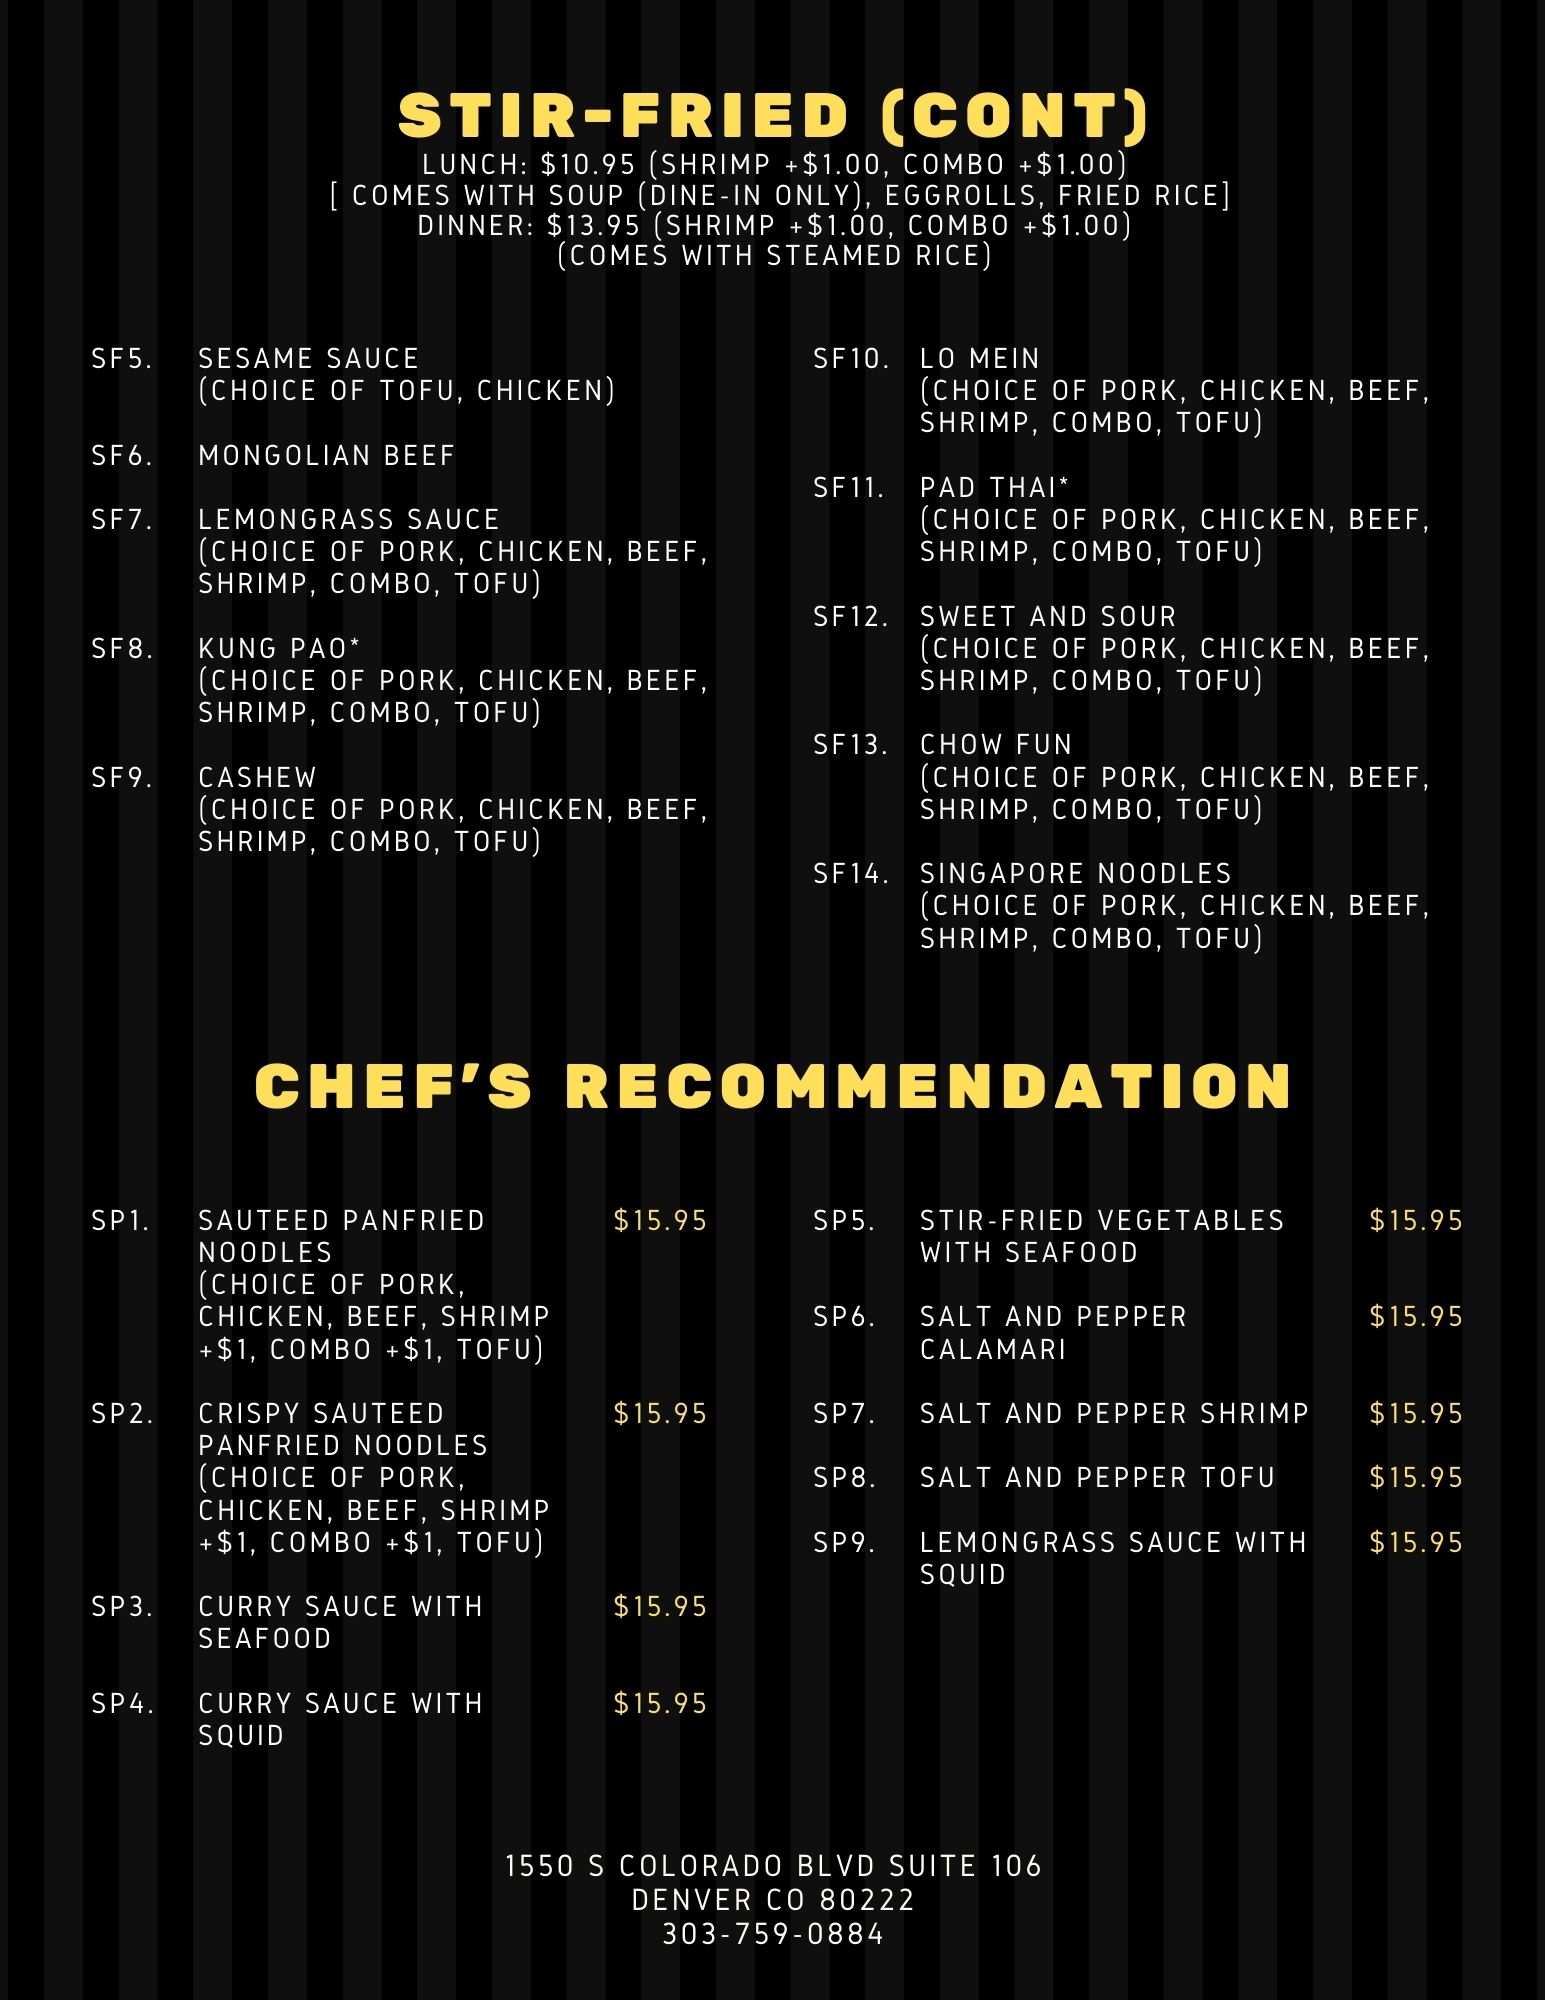 STIR-FRIED (CONT)
LUNCH: $10.95 (SHRIMP +$1.00, COMBO +$1.00)
[ COMES WITH SOUP (DINE-IN ONLY), EGGROLLS, FRIED RICE]
DINNER: $13.95 (SHRIMP +$1.00, COMBO +$1.00)
(COMES WITH STEAMED RICE)
SF5. SESAME SAUCE
(CHOICE OF TOFU, CHICKEN)
SF6. MONGOLIAN BEEF
SF7. LEMONGRASS SAUCE
(CHOICE OF PORK, CHICKEN, BEEF,
SHRIMP, COMBO, TOFU)
SF8. KUNG PAO*
(CHOICE OF PORK, CHICKEN, BEEF,
SHRIMP, COMBO, TOFU)
SF9. CASHEW
(CHOICE OF PORK, CHICKEN, BEEF,
SHRIMP, COMBO, TOFU)
SF10. LO MEIN
(CHOICE OF PORK, CHICKEN, BEEF,
SHRIMP, COMBO, TOFU)
SF11. PAD THAI*
(CHOICE OF PORK, CHICKEN, BEEF,
SHRIMP, COMBO, TOFU)
SF12. SWEET AND SOUR
(CHOICE OF PORK, CHICKEN, BEEF,
SHRIMP, COMBO, TOFU)
SF13. CHOW FUN
(CHOICE OF PORK, CHICKEN, BEEF,
SHRIMP, COMBO, TOFU)
SF14. SINGAPORE NOODLES
(CHOICE OF PORK, CHICKEN, BEEF,
SHRIMP, COMBO, TOFU)
CHEF'S RECOMMENDATION
SP1. SAUTEED PANFRIED $15.95
NOODLES
(CHOICE OF PORK,
CHICKEN, BEEF, SHRIMP
+$1, COMBO +$1, TOFU)
SP2. CRISPY SAUTEED $15.95
PANFRIED NOODLES
(CHOICE OF PORK,
CHICKEN, BEEF, SHRIMP
+$1, COMBO +$1, TOFU)
SP3. CURRY SAUCE WITH $15.95
SEAFOOD
SP4. CURRY SAUCE WITH $15.95
SQUID
SP5. STIR-FRIED VEGETABLES $15.95
WITH SEAFOOD
SP6. SALT AND PEPPER $15.95
CALAMARI
SP7. SALT AND PEPPER SHRIMP $15.95
SP8. SALT AND PEPPER TOFU $15.95
SP9. LEMONGRASS SAUCE WITH $15.95
SQUID
1550 S COLORADO BLVD SUITE 106
DENVER CO 80222
303-759-0884